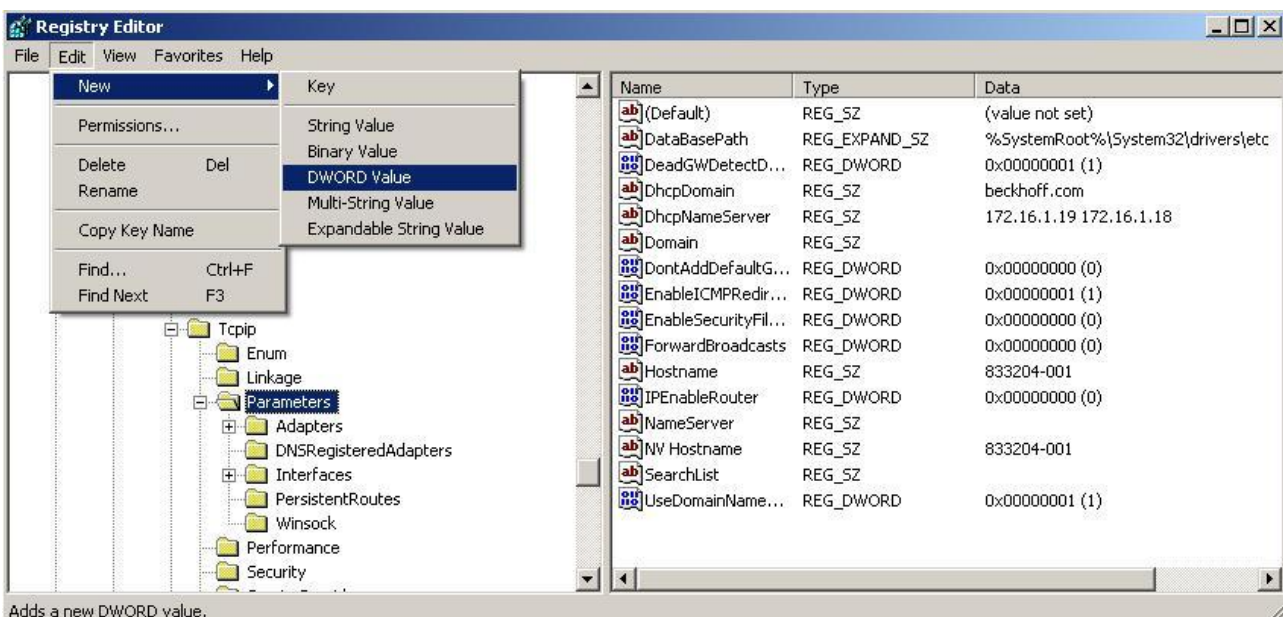 Registry Editor
File Edit View Favorites Help
New
Permissions...
Delete Del
Rename
Copy Key Name
Find... Ctrl+F
Find Next F3
Key
String Value
Binary Value
DWORD Value
Multi-String Value
Expandable String Value
Tcpip
Enum
Linkage
Parameters
Adapters
DNSRegisteredAdapters
Interfaces
PersistentRoutes
Winsock
Performance
Security
Name Type Data
(Default) REG_SZ (value not set)
DataBasePath REG_EXPAND_SZ %SystemRoot%\System32\drivers\etc
DeadGWDetectD... REG_DWORD 0x00000001 (1)
DhcpDomain REG_SZ beckhoff.com
DhcpNameServer REG_SZ 172.16.1.19 172.16.1.18
Domain REG_SZ
DontAddDefaultG... REG_DWORD 0x00000000 (0)
EnableICMPRedir... REG_DWORD 0x00000001 (1)
EnableSecurityFil... REG_DWORD 0x00000000 (0)
ForwardBroadcasts REG_DWORD 0x00000000 (0)
Hostname REG_SZ 833204-001
IPEnableRouter REG_DWORD 0x00000000 (0)
NameServer REG_SZ
NV Hostname REG_SZ 833204-001
SearchList REG_SZ
UseDomainName... REG_DWORD 0x00000001 (1)
Adds a new DWORD value.